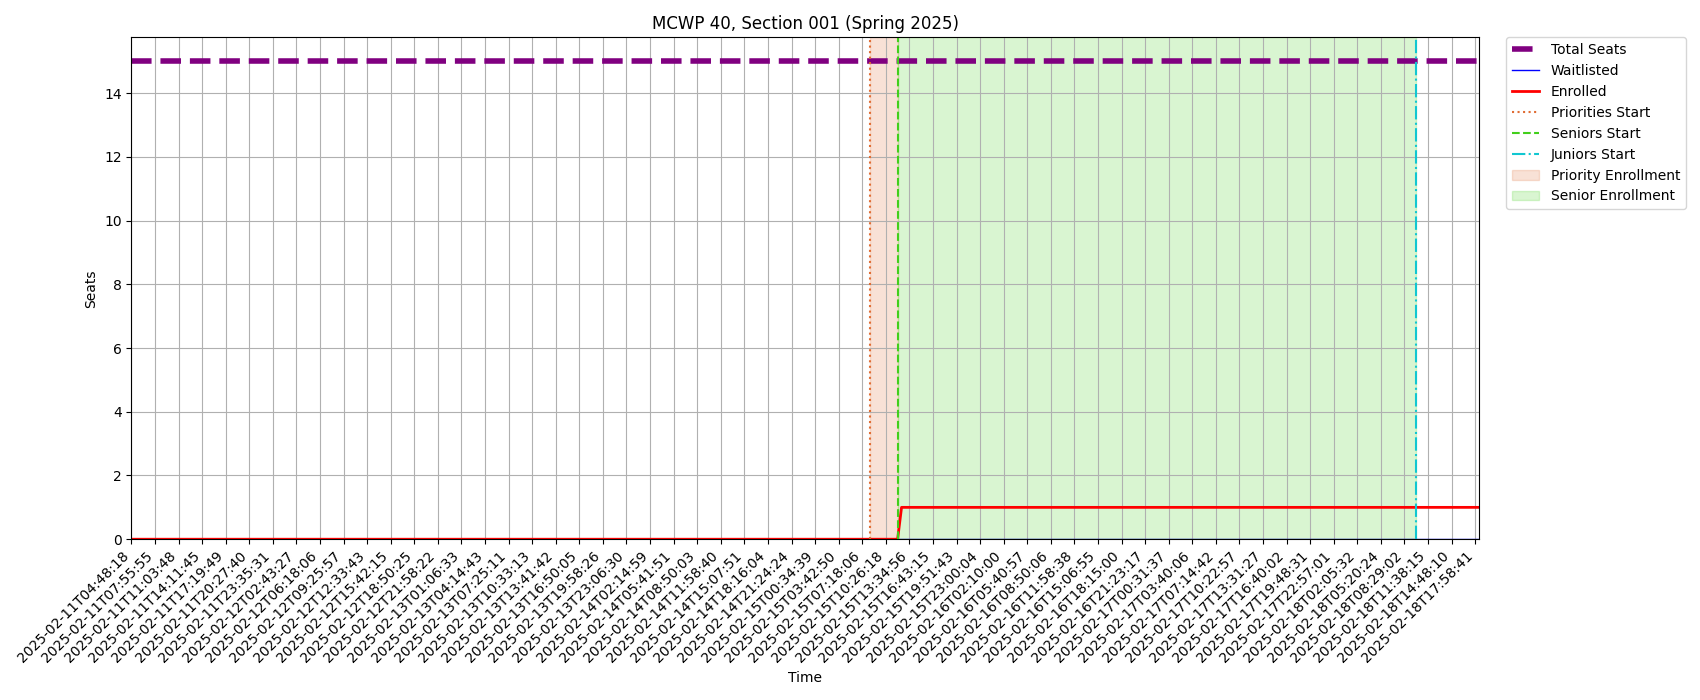 MCWP 40, Section 001 (Spring 2025)
Total Seats
Waitlisted
Enrolled
Priorities Start
Seniors Start
Juniors Start
Priority Enrollment
Senior Enrollment
Seats
14
12
10
8
6
4
2
0
2025-02-11T04:48:18
2025-02-11T07:55:55
2025-02-11T11:03:48
2025-02-11T14:11:45
2025-02-11T17:19:49
2025-02-11T20:27:40
2025-02-11T23:35:31
2025-02-12T02:43:27
2025-02-12T06:18:06
2025-02-12T09:25:57
2025-02-12T12:33:43
2025-02-12T15:42:15
2025-02-12T18:50:25
2025-02-12T21:58:22
2025-02-13T01:06:33
2025-02-13T04:14:43
2025-02-13T07:25:11
2025-02-13T10:33:13
2025-02-13T13:41:42
2025-02-13T16:50:05
2025-02-13T19:58:26
2025-02-13T23:06:30
2025-02-14T02:14:59
2025-02-14T05:41:51
2025-02-14T08:50:03
2025-02-14T11:58:40
2025-02-14T15:07:51
2025-02-14T18:16:04
2025-02-14T21:24:24
2025-02-15T00:34:39
2025-02-15T03:42:50
2025-02-15T07:18:06
2025-02-15T10:26:18
2025-02-15T13:34:56
2025-02-15T16:43:15
2025-02-15T19:51:43
2025-02-15T23:00:04
2025-02-16T02:10:00
2025-02-16T05:40:57
2025-02-16T08:50:06
2025-02-16T11:58:38
2025-02-16T15:06:55
2025-02-16T18:15:00
2025-02-16T21:23:17
2025-02-17T00:31:37
2025-02-17T03:40:06
2025-02-17T07:14:42
2025-02-17T10:22:57
2025-02-17T13:31:27
2025-02-17T16:40:02
2025-02-17T19:48:31
2025-02-17T22:57:01
2025-02-18T02:05:32
2025-02-18T05:20:24
2025-02-18T08:29:02
2025-02-18T11:38:15
2025-02-18T14:48:10
2025-02-18T17:58:41
Time